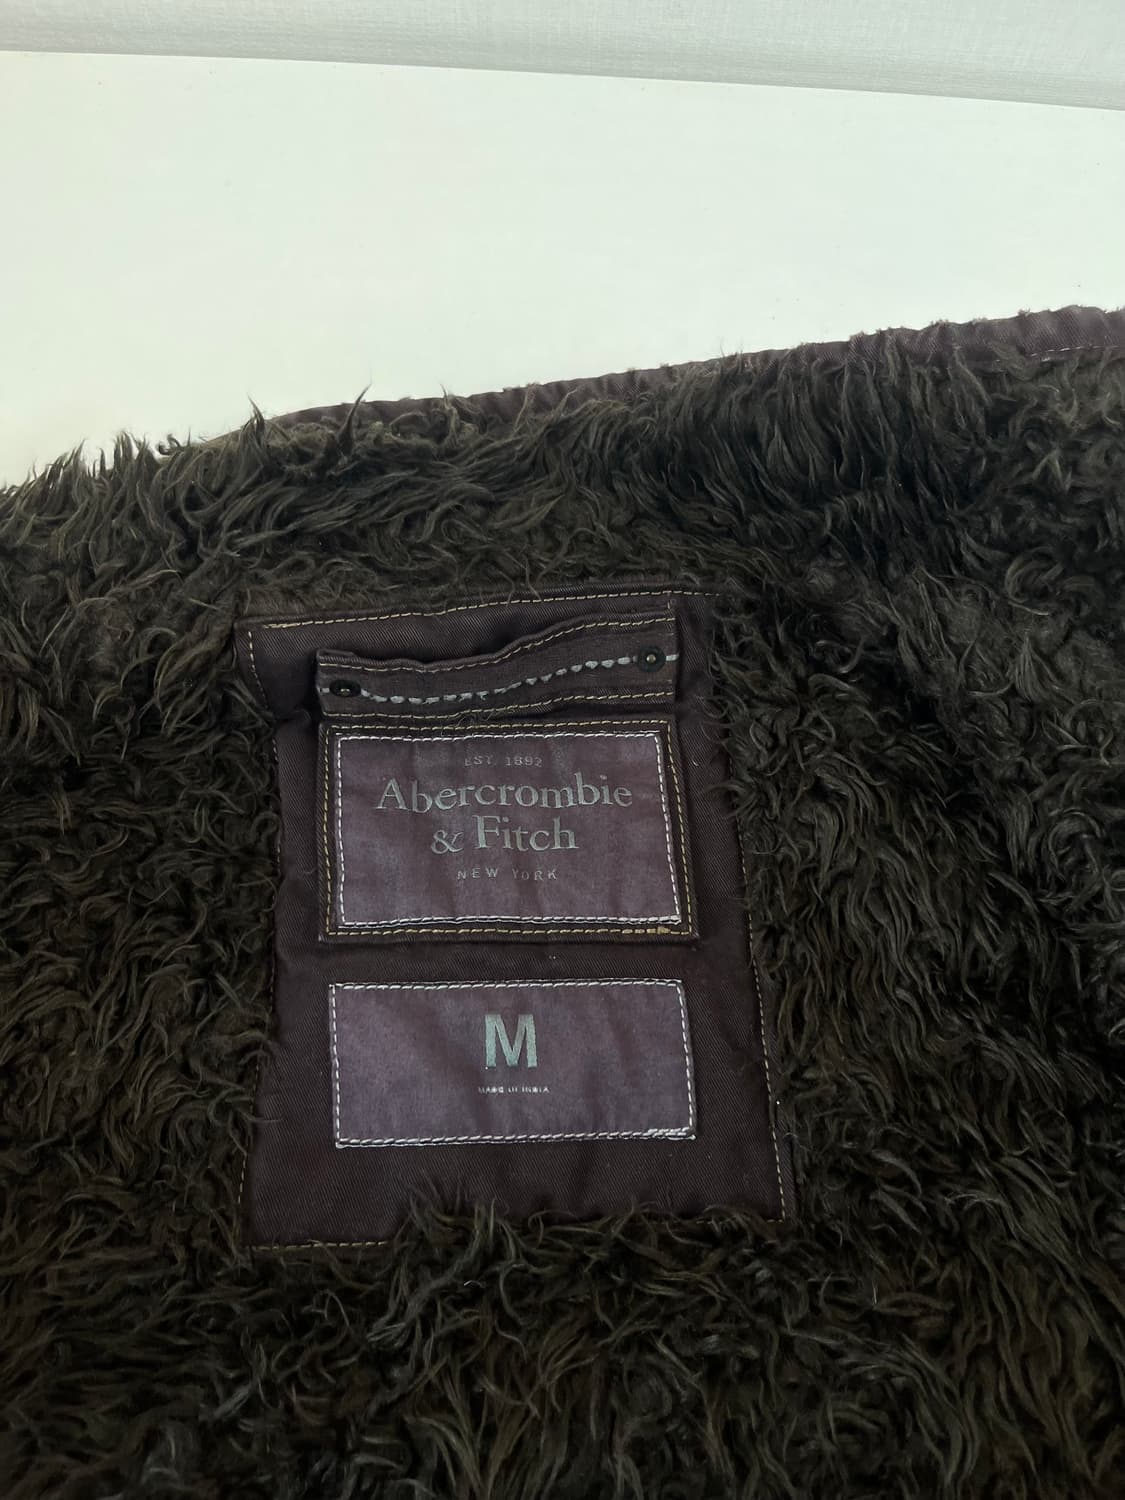 EST. 1892
Abercrombie
& Fitch
NEW YORK
M
MADE IN INDIA